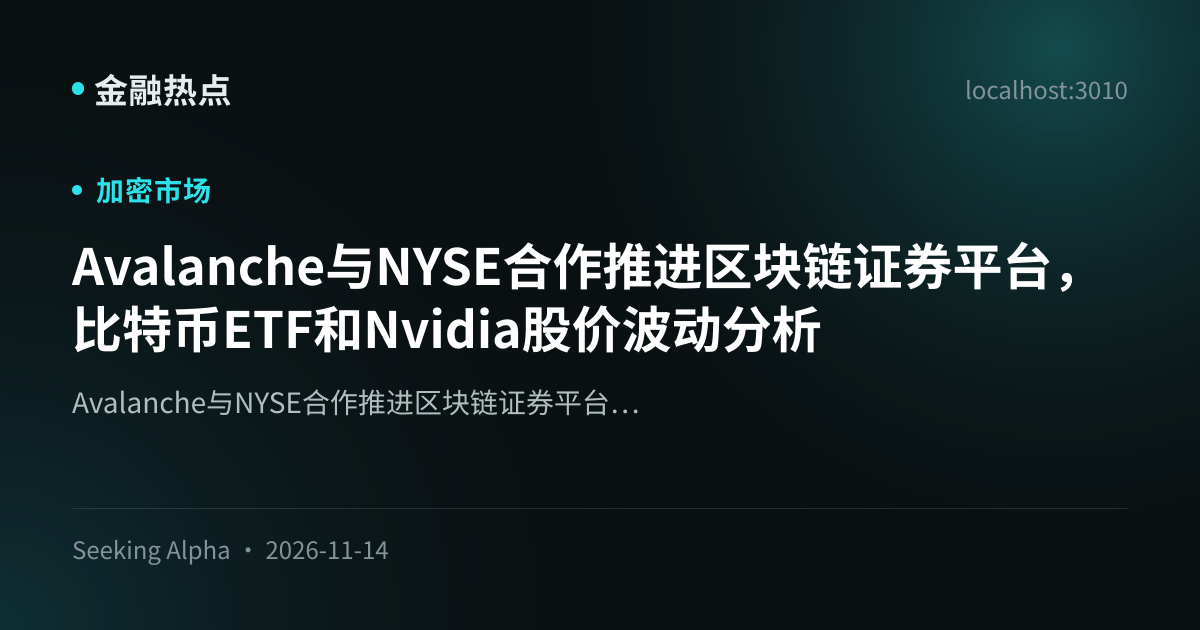 金融热点
localhost:3010
加密市场
Avalanche与NYSE合作推进区块链证券平台，
比特币ETF和Nvidia股价波动分析
Avalanche与NYSE合作推进区块链证券平台…
Seeking Alpha · 2026-11-14